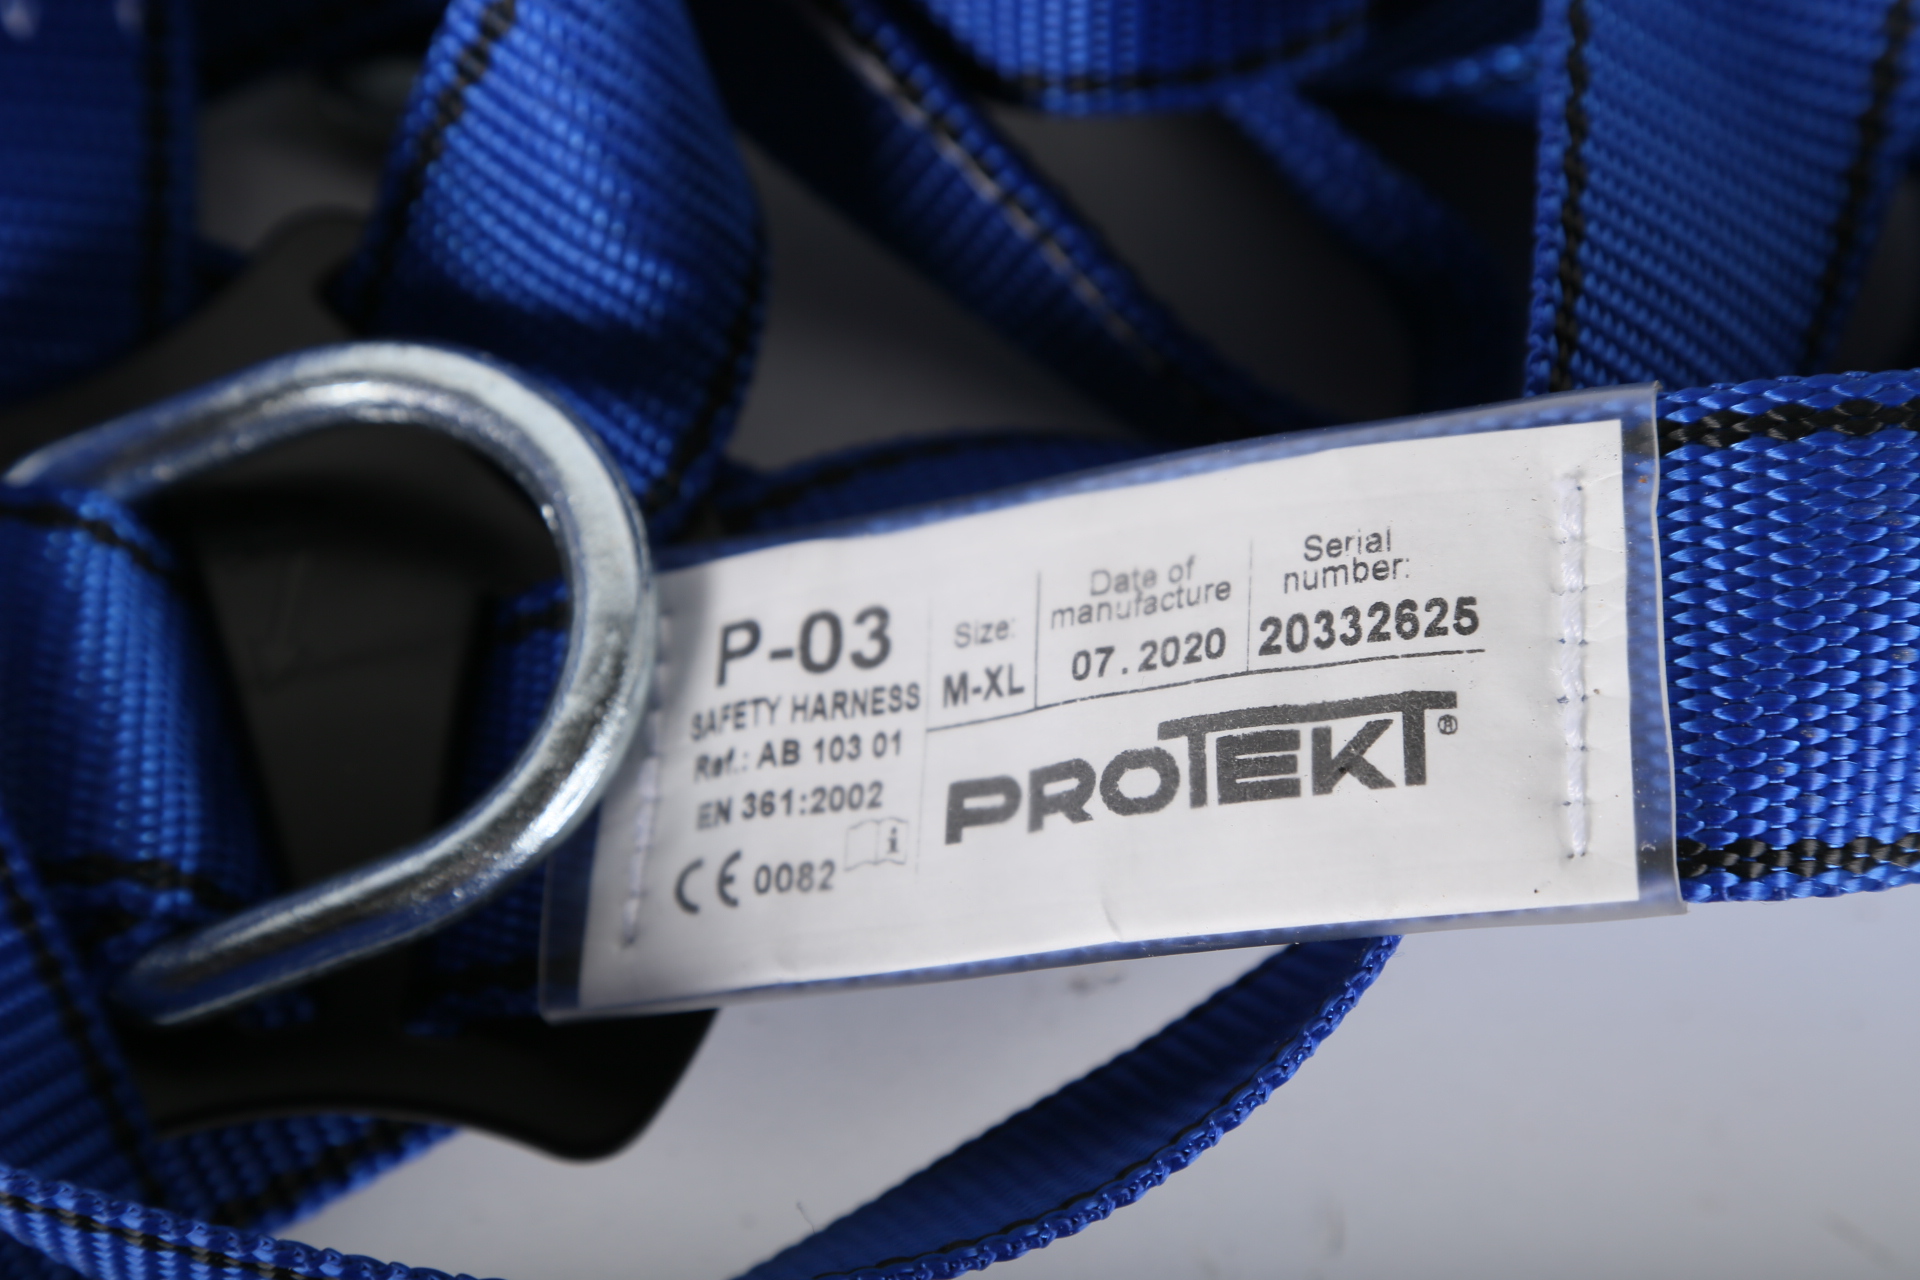 P-03
SAFETY HARNESS
Ref.: AB 103 01
EN 361:2002
CE 0082
i
Size:
M-XL
Date of
manufacture
07.2020
Serial
number:
20332625
PROTEKT®